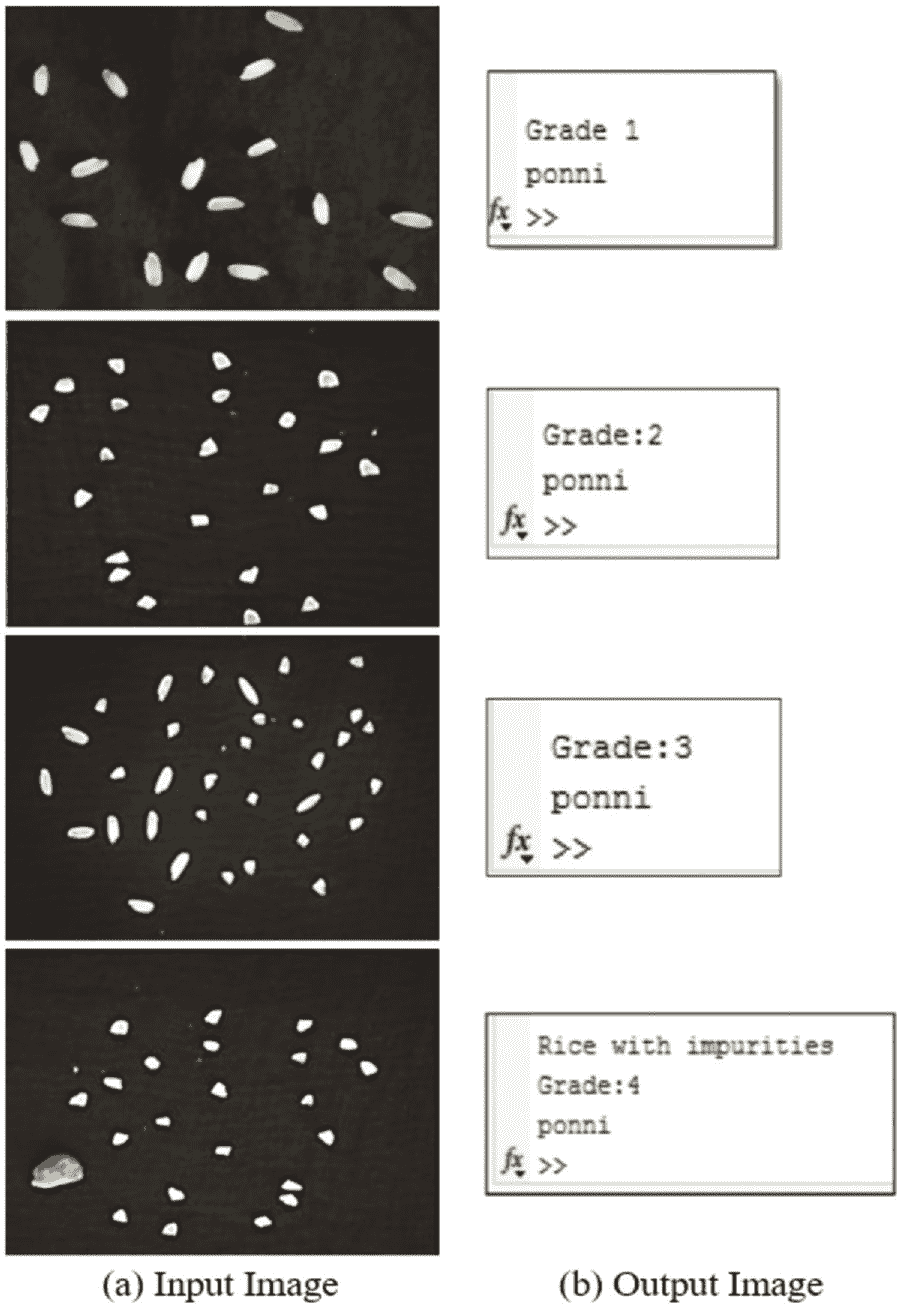 Grade 1
ponni
fx >>
Grade:2
ponni
fx >>
Grade:3
ponni
fx >>
Rice with impurities
Grade:4
ponni
fx >>
(a) Input Image
(b) Output Image